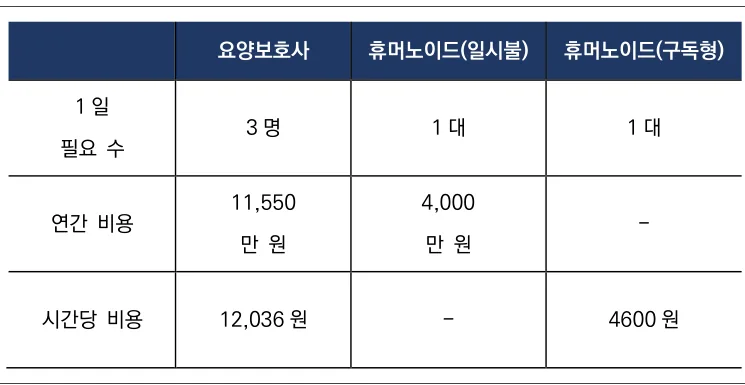 요양보호사 휴머노이드(일시불) 휴머노이드(구독형)
1 일
필요 수
3 명 1 대 1 대
연간 비용
11,550
만 원
4,000
만 원
-
시간당 비용 12,036 원 - 4600 원